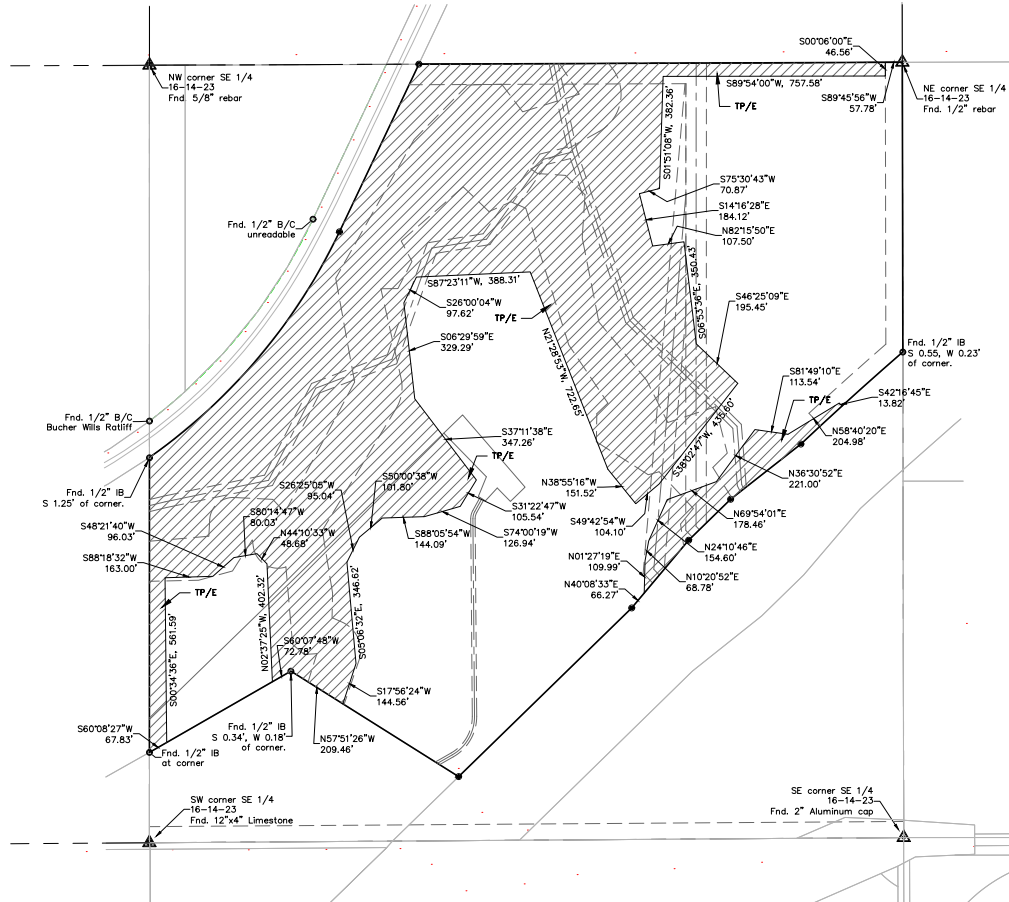 S00°06'00"E
46.56'
NW corner SE 1/4
16-14-23
Fnd. 5/8" rebar
S89°54'00"W, 757.58'
S89°45'56"W
57.78'
NE corner SE 1/4
16-14-23
Fnd. 1/2" rebar
TP/E
S01°51'08"W, 382.36'
S75°30'43"W
70.87'
S14°16'28"E
184.12'
N82°15'50"E
107.50'
Fnd. 1/2" B/C
unreadable
S87°23'11"W, 388.31'
S06°53'36"E, 350.43'
S46°25'09"E
195.45'
S26°00'04"W
97.62'
TP/E
S06°29'59"E
329.29'
N21°28'53"W, 722.65'
Fnd. 1/2" IB
S 0.55, W 0.23'
of corner.
S81°49'10"E
113.54'
S42°16'45"E
13.82'
TP/E
N58°40'20"E
204.98'
Fnd. 1/2" B/C
Bucher Wills Ratliff
S37°11'38"E
347.26'
TP/E
S38°02'47"W, 435.60'
N36°30'52"E
221.00'
Fnd. 1/2" IB
S 1.25' of corner.
S26°25'05"W
95.04'
S50°00'38"W
101.80'
N38°55'16"W
151.52'
S31°22'47"W
105.54'
S80°14'47"W
80.03'
S48°21'40"W
96.03'
N44°10'33"W
48.68'
S88°05'54"W
144.09'
S74°00'19"W
126.94'
S49°42'54"W
104.10'
N69°54'01"E
178.46'
S88°18'32"W
163.00'
N24°10'46"E
154.60'
N01°27'19"E
109.99'
N10°20'52"E
68.78'
N40°08'33"E
66.27'
TP/E
S00°34'36"E, 561.59'
N02°37'25"W, 402.32'
S05°06'32"E, 346.62'
S60°07'48"W
72.78'
S17°56'24"W
144.56'
S60°08'27"W
67.83'
Fnd. 1/2" IB
at corner
Fnd. 1/2" IB
S 0.34', W 0.18'
of corner.
N57°51'26"W
209.46'
SW corner SE 1/4
16-14-23
Fnd. 12"x4" Limestone
SE corner SE 1/4
16-14-23
Fnd. 2" Aluminum cap